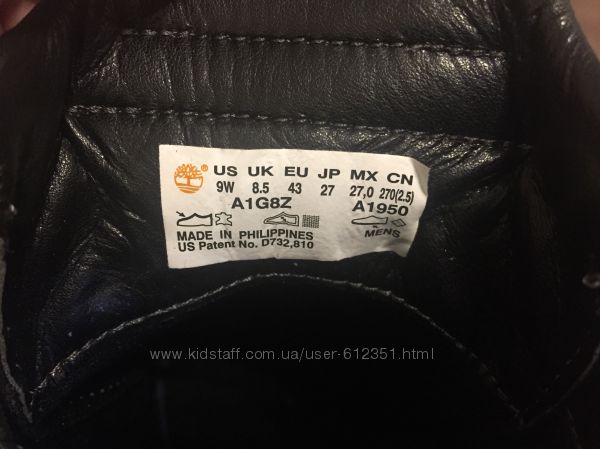 US UK EU JP MX CN
9W 8.5 43 27 27,0 270(2.5)
A1G8Z A1950
MADE IN PHILIPPINES MENS
US Patent No. D732,810
www.kidstaff.com.ua/user-612351.html